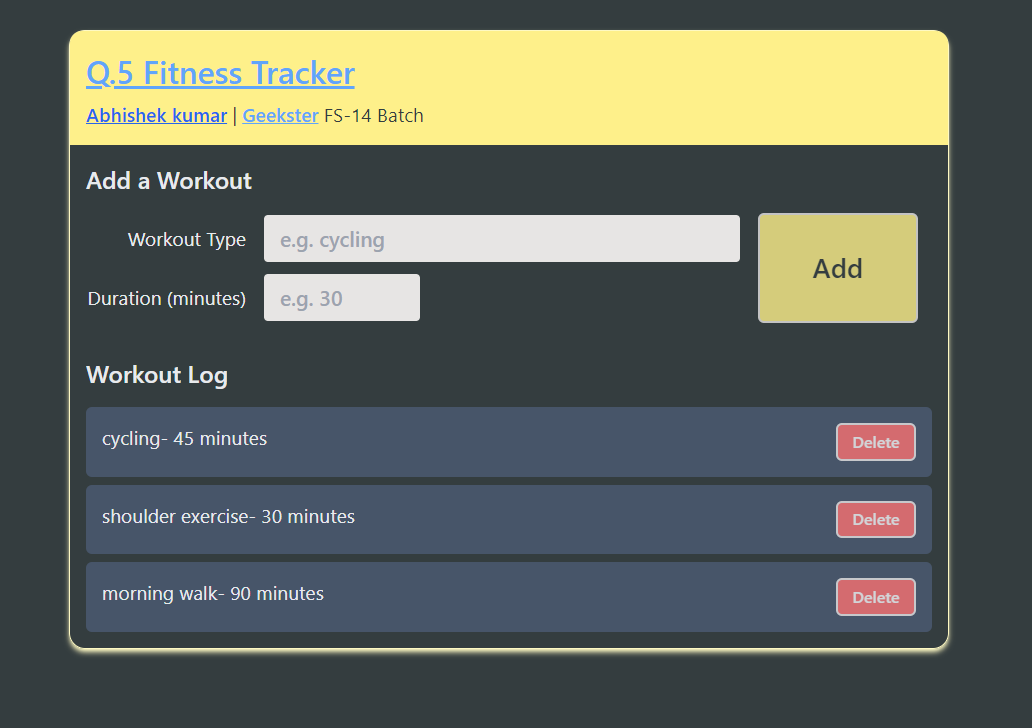 Q.5 Fitness Tracker
Abhishek kumar | Geekster FS-14 Batch
Add a Workout
Workout Type e.g. cycling
Add
Duration (minutes) e.g. 30
Workout Log
cycling- 45 minutes Delete
shoulder exercise- 30 minutes Delete
morning walk- 90 minutes Delete